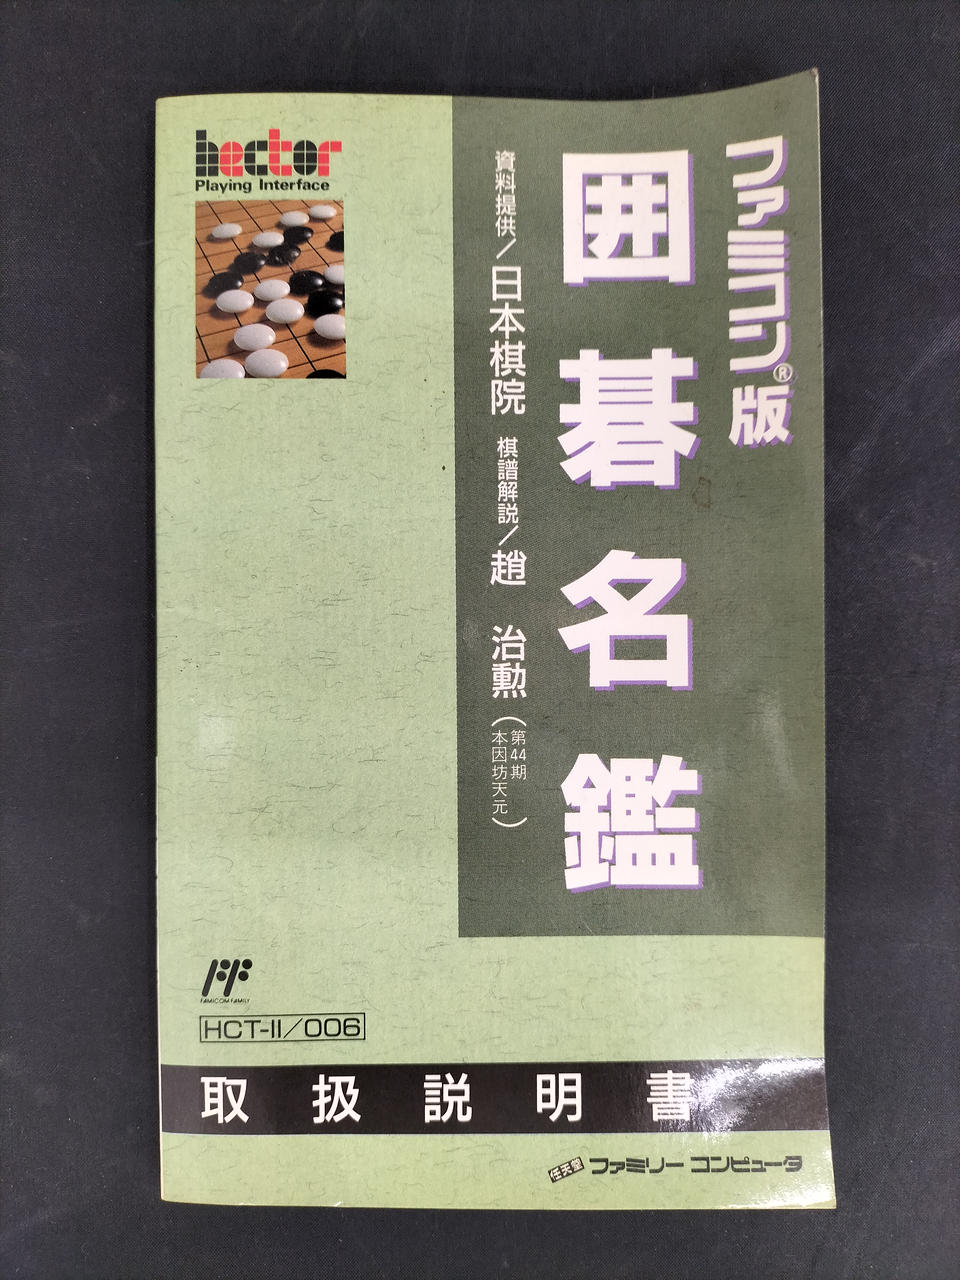 ファミコン®版
囲碁名鑑
資料提供/日本棋院 棋譜解説/趙 治勲(第44期本因坊天元)
hector
Playing Interface
FAMICOM FAMILY
HCT-II/006
取扱説明書
任天堂 ファミリー コンピュータ